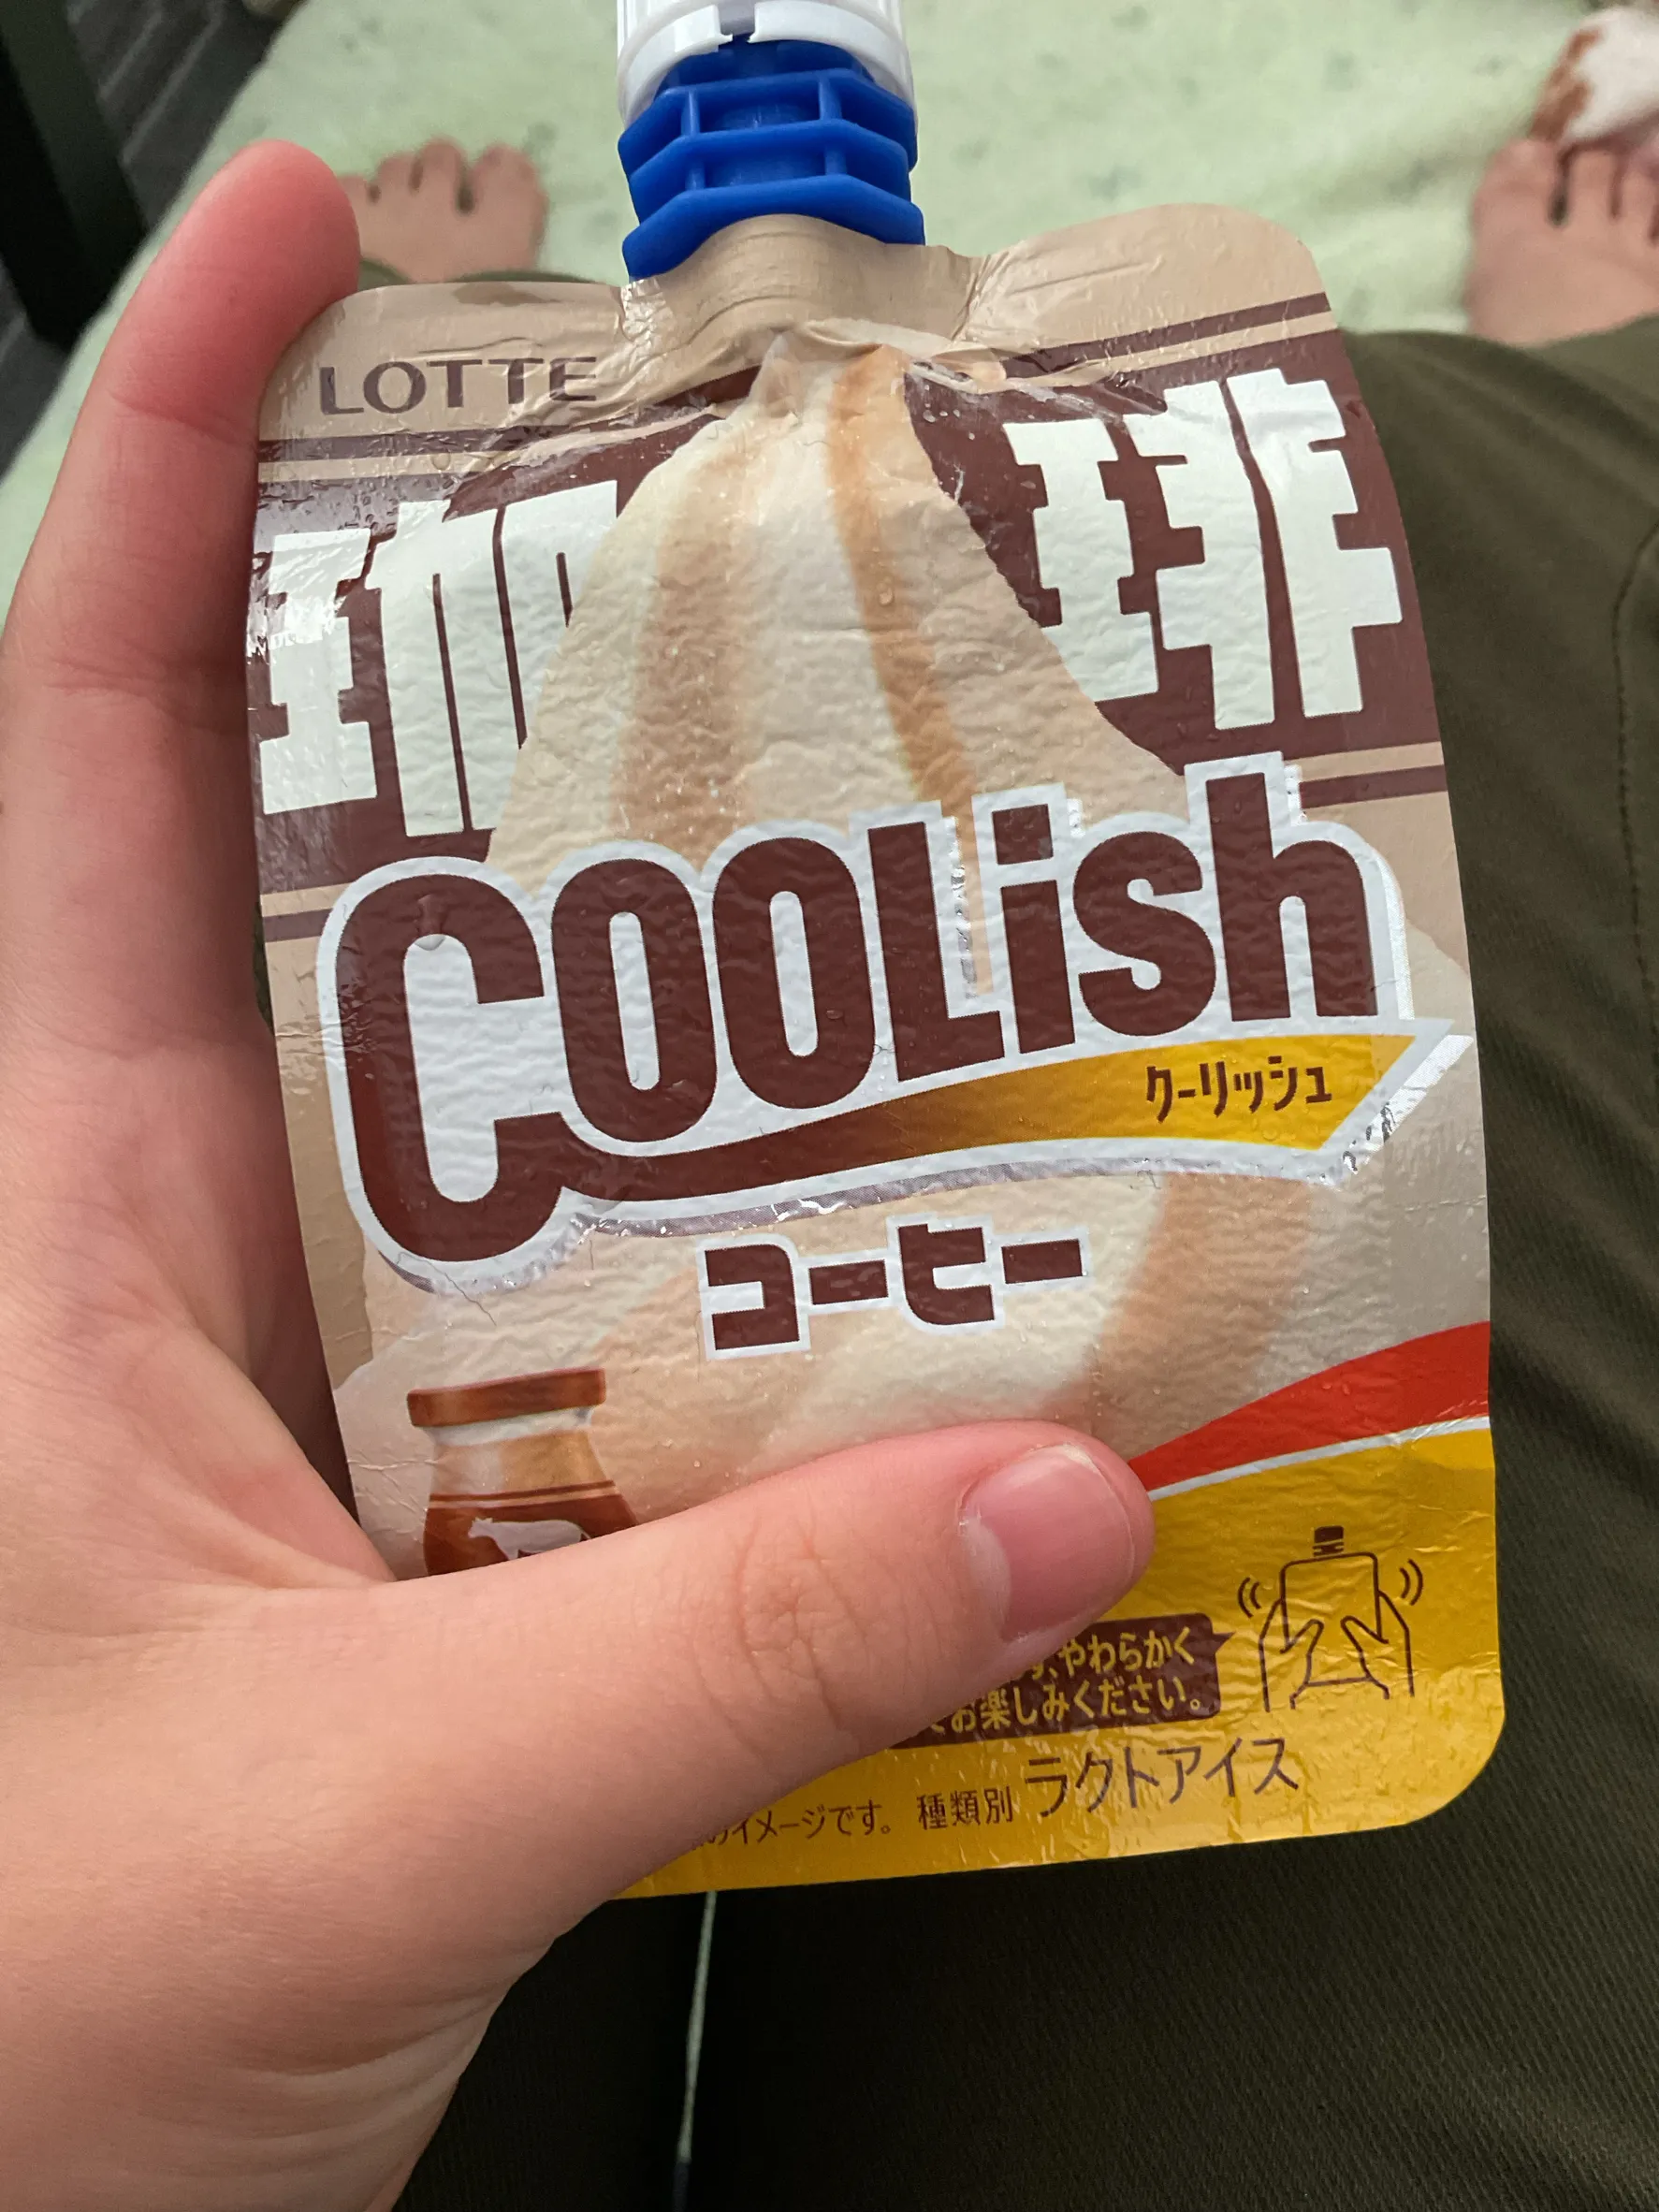 LOTTE
珈琲
COOLish
クーリッシュ
コーヒー
やわらかく
お楽しみください。
イメージです。 種類別 ラクトアイス